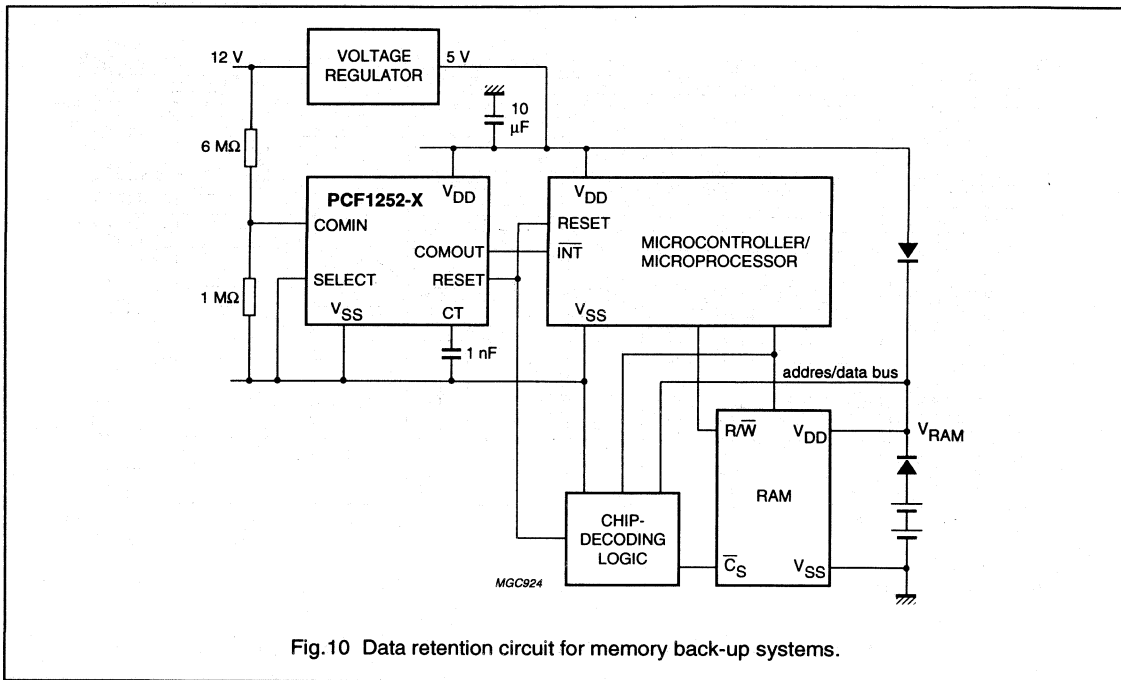 12 V
VOLTAGE
REGULATOR
5 V
10
µF
6 MΩ
PCF1252-X
VDD
COMIN
COMOUT
SELECT
RESET
VSS
CT
1 MΩ
1 nF
VDD
RESET
INT
MICROCONTROLLER/
MICROPROCESSOR
VSS
addres/data bus
R/W
VDD
VRAM
RAM
CHIP-
DECODING
LOGIC
CS
VSS
MGC924
Fig.10 Data retention circuit for memory back-up systems.